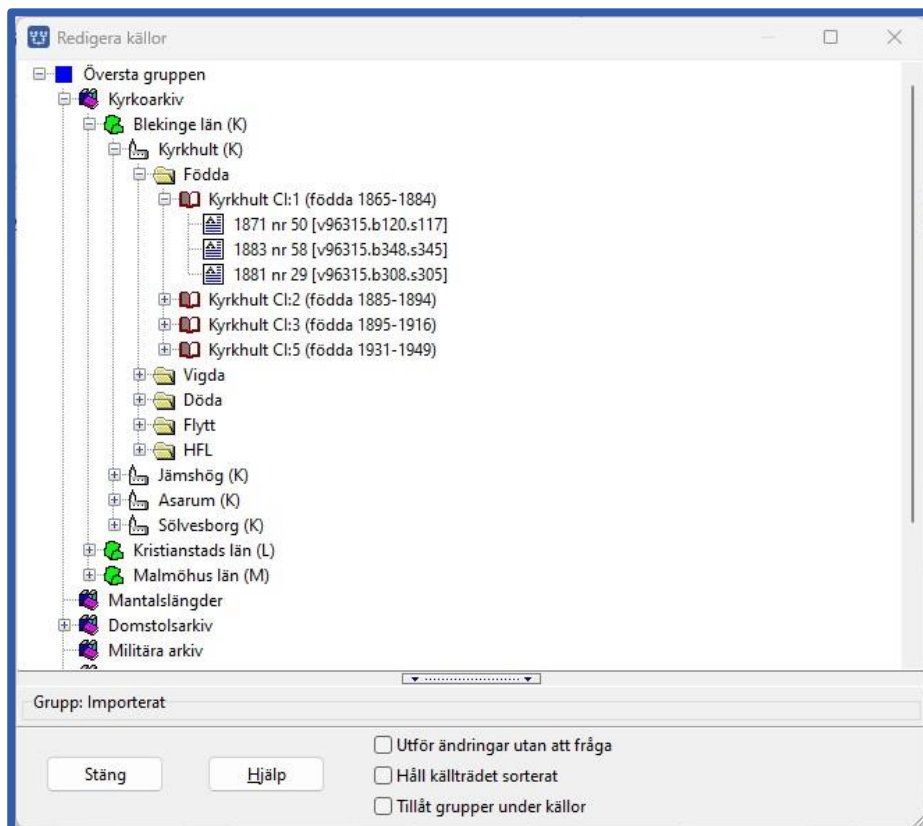 Redigera källor
Översta gruppen
Kyrkoarkiv
Blekinge län (K)
Kyrkhult (K)
Födda
Kyrkhult CI:1 (födda 1865-1884)
1871 nr 50 [v96315.b120.s117]
1883 nr 58 [v96315.b348.s345]
1881 nr 29 [v96315.b308.s305]
Kyrkhult CI:2 (födda 1885-1894)
Kyrkhult CI:3 (födda 1895-1916)
Kyrkhult CI:5 (födda 1931-1949)
Vigda
Döda
Flytt
HFL
Jämshög (K)
Asarum (K)
Sölvesborg (K)
Kristianstads län (L)
Malmöhus län (M)
Mantalslängder
Domstolsarkiv
Militära arkiv
Grupp: Importerat
Utför ändringar utan att fråga
Stäng Hjälp Håll källträdet sorterat
Tillåt grupper under källor